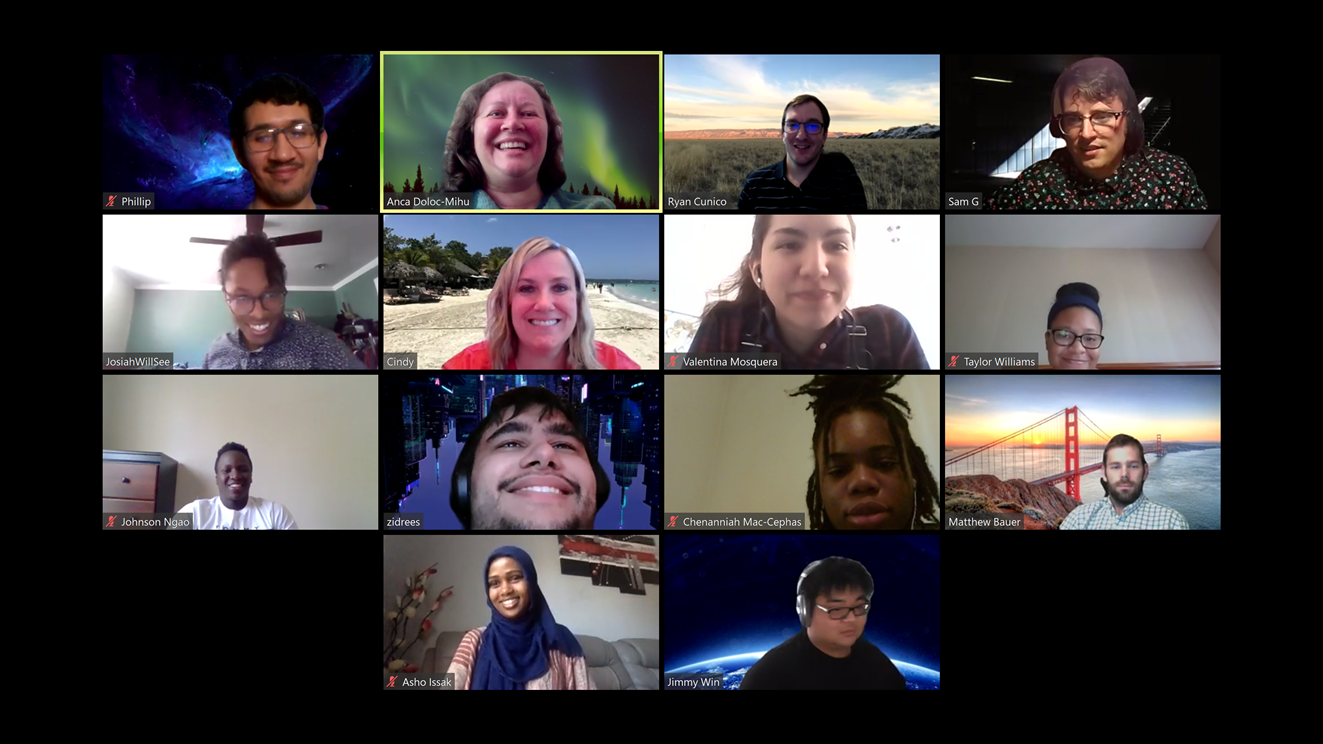 Phillip
Anca Doloc-Mihu
Ryan Cunico
Sam G
JosiahWillSee
Cindy
Valentina Mosquera
Taylor Williams
Johnson Ngao
zidrees
Chenanniah Mac-Cephas
Matthew Bauer
Asho Issak
Jimmy Win